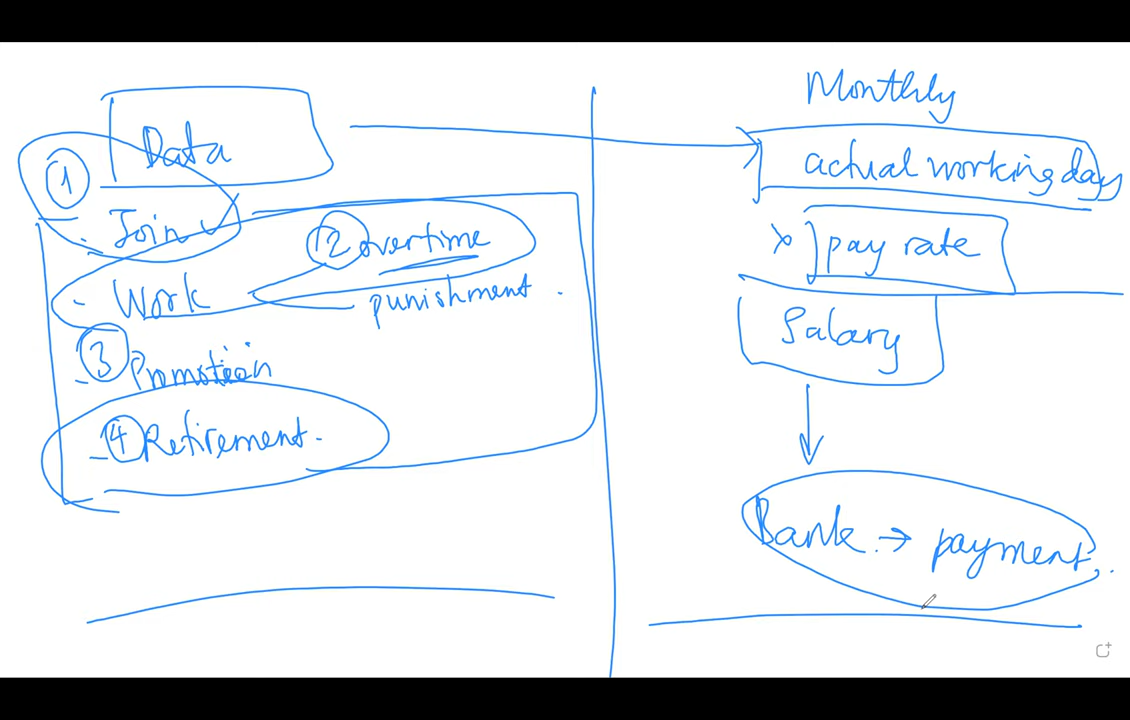 Data
1
- Join
- Work
2 overtime
punishment .
- 3 Promotion
- 4 Retirement.
Monthly
actual working day
x pay rate
Salary
Bank. → payment.